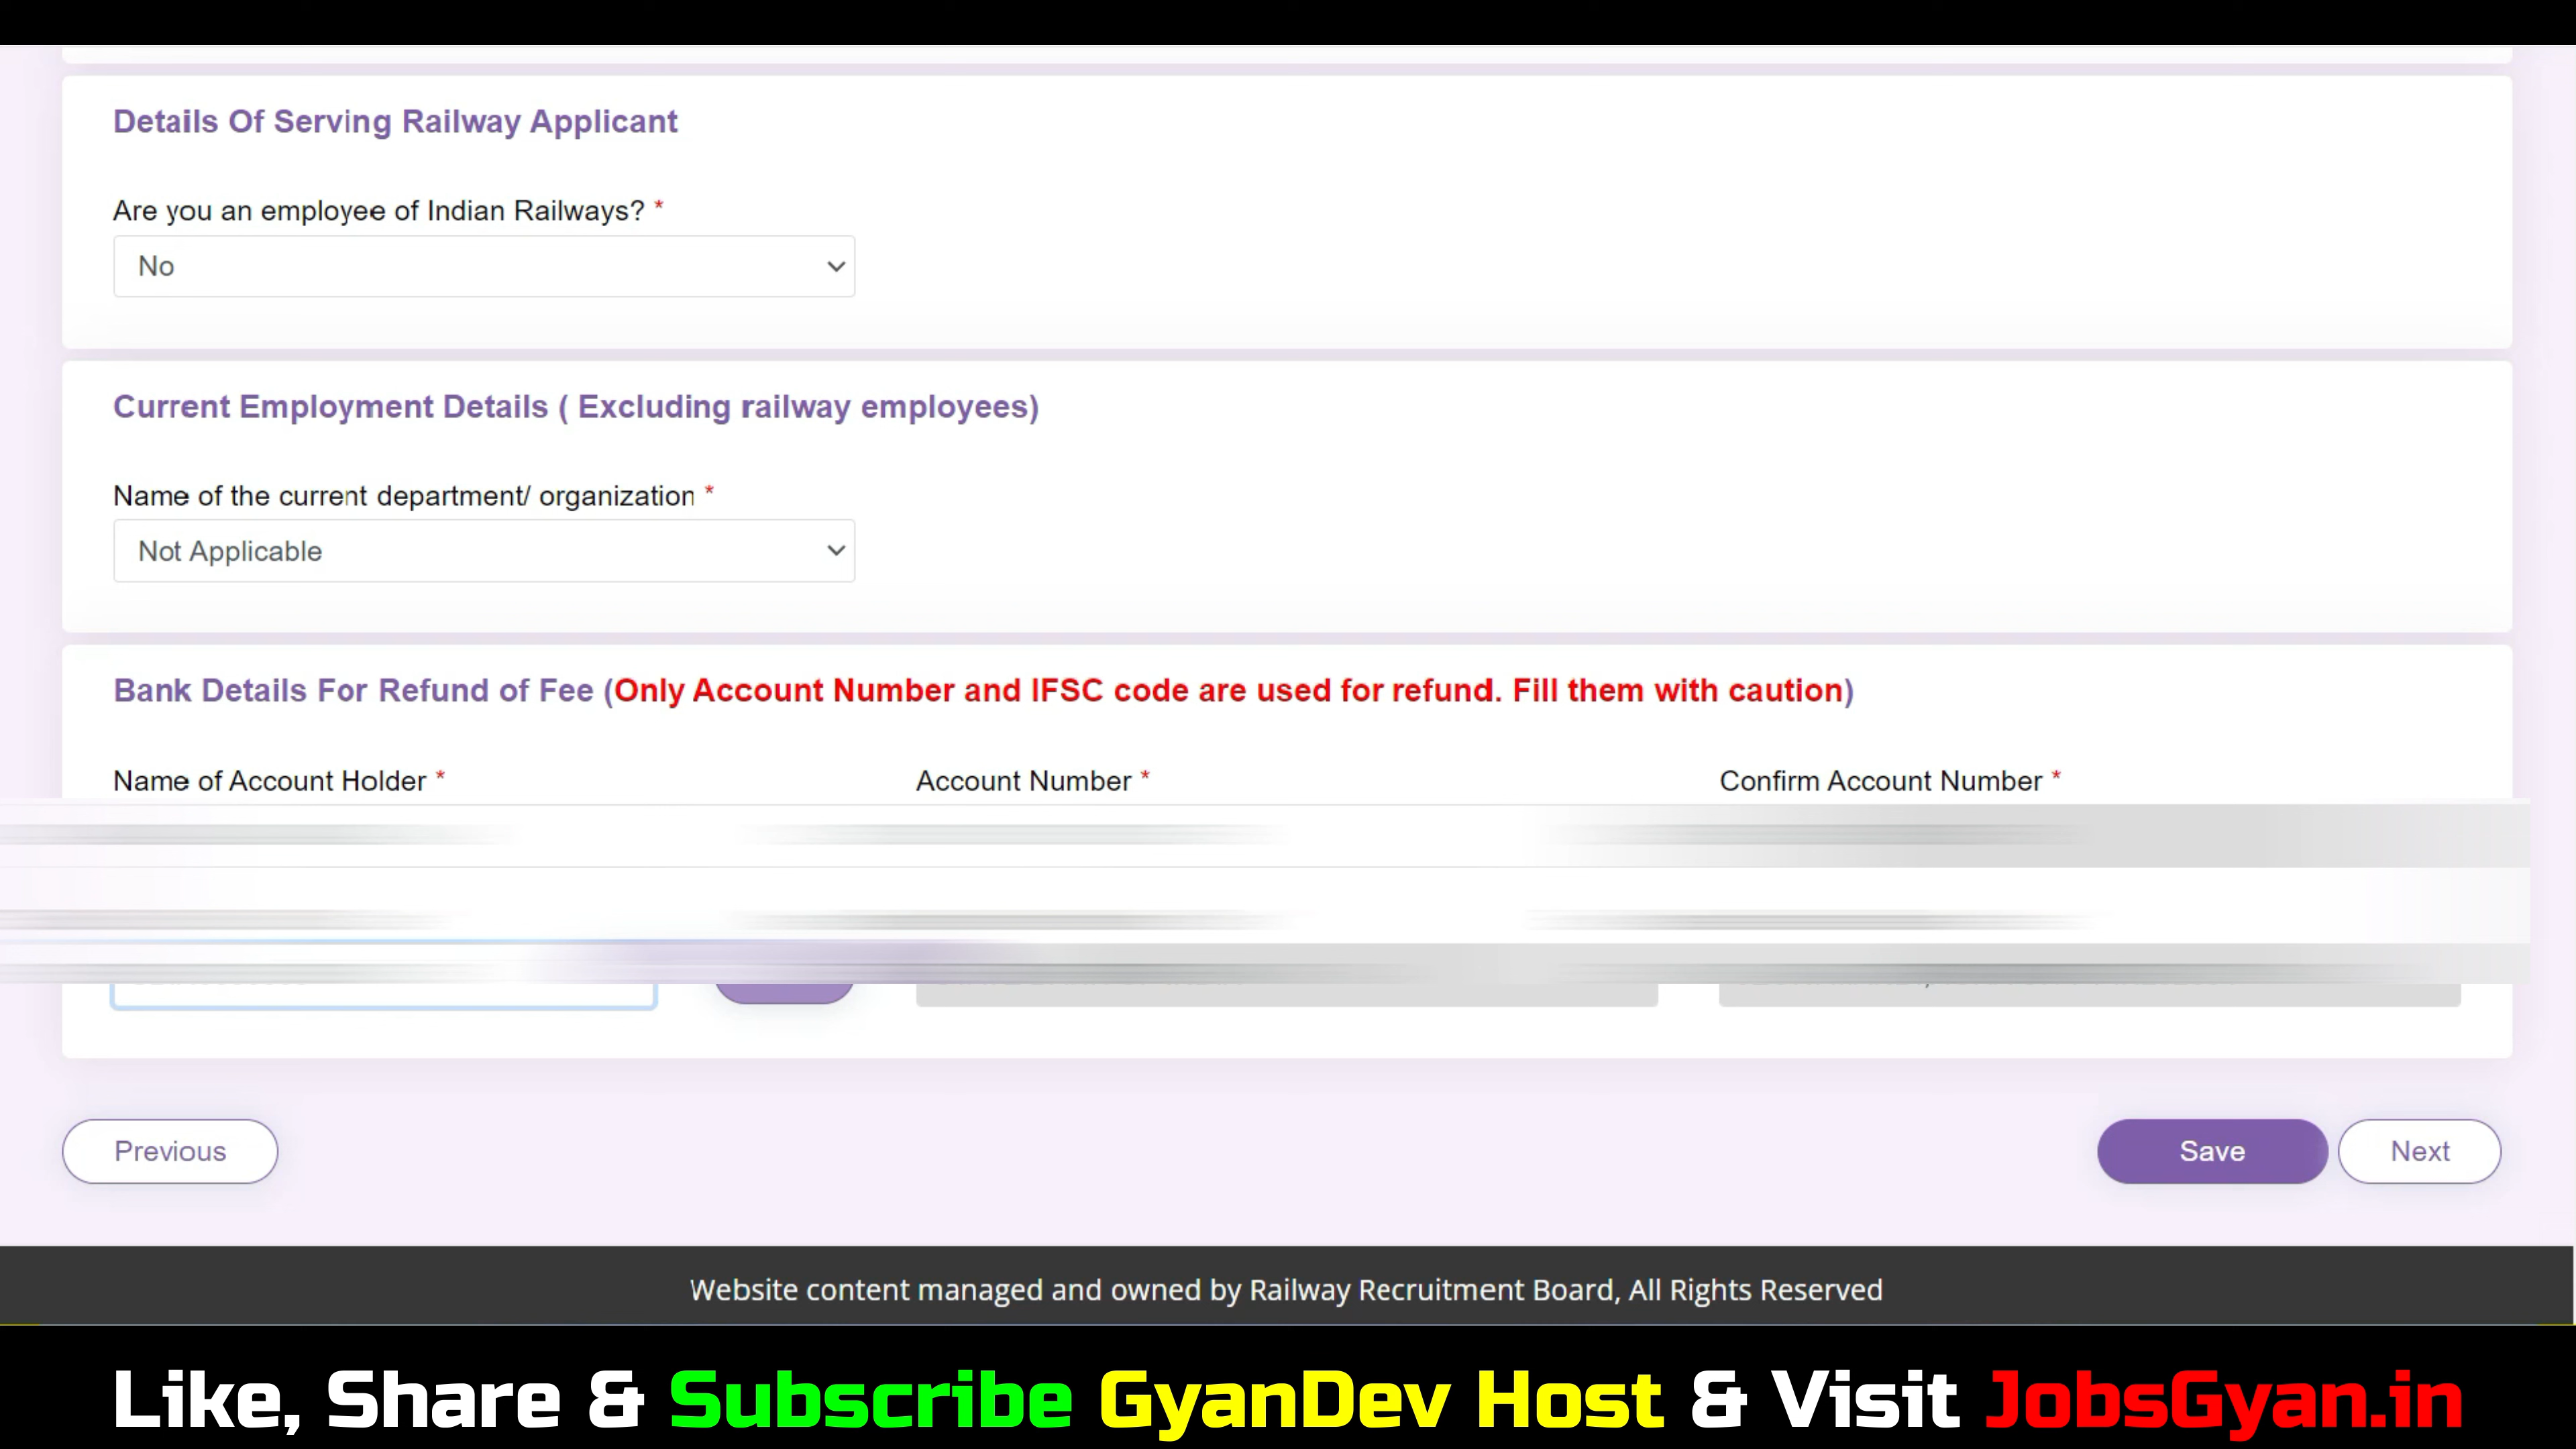 Details Of Serving Railway Applicant
Are you an employee of Indian Railways? *
No
Current Employment Details ( Excluding railway employees)
Name of the current department/ organization *
Not Applicable
Bank Details For Refund of Fee (Only Account Number and IFSC code are used for refund. Fill them with caution)
Name of Account Holder * Account Number * Confirm Account Number *
Previous Save Next
Website content managed and owned by Railway Recruitment Board, All Rights Reserved
Like, Share & Subscribe GyanDev Host & Visit JobsGyan.in